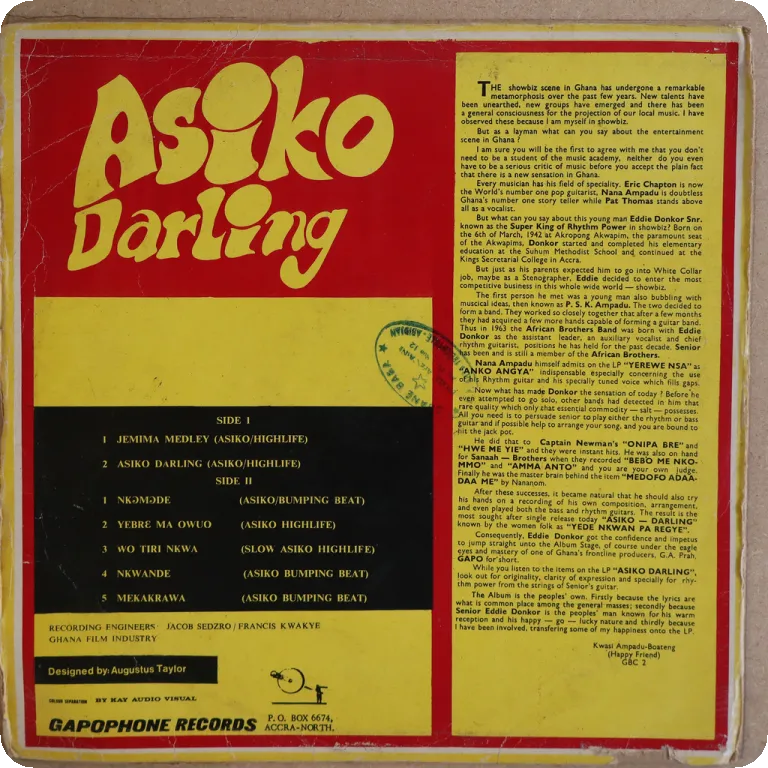 Asiko
Darling
SIDE I
1 JEMIMA MEDLEY (ASIKO/HIGHLIFE)
2 ASIKO DARLING (ASIKO/HIGHLIFE)
SIDE II
1 NKƏMƏDE (ASIKO/BUMPING BEAT)
2 YEBRE MA OWUO (ASIKO HIGHLIFE)
3 WO TIRI NKWA (SLOW ASIKO HIGHLIFE)
4 NKWANDE (ASIKO BUMPING BEAT)
5 MEKAKRAWA (ASIKO BUMPING BEAT)
RECORDING ENGINEERS JACOB SEDZRO/FRANCIS KWAKYE
GHANA FILM INDUSTRY
Designed by: Augustus Taylor
COLOUR SEPARATION BY KAY AUDIO VISUAL
GAPOPHONE RECORDS P. O. BOX 6674,
ACCRA-NORTH.
THE showbiz scene in Ghana has undergone a remarkable
metamorphosis over the past few years. New talents have
been unearthed, new groups have emerged and there has been
a general consciousness for the projection of our local music. I have
observed these because I am myself in showbiz.
But as a layman what can you say about the entertainment
scene in Ghana ?
I am sure you will be the first to agree with me that you don't
need to be a student of the music academy, neither do you even
have to be a serious critic of music before you accept the plain fact
that there is a new sensation in Ghana.
Every musician has his field of speciality. Eric Chapton is now
the World's number one pop guitarist, Nana Ampadu is doubtless
Ghana's number one story teller while Pat Thomas stands above
all as a vocalist.
But what can you say about this young man Eddie Donkor Snr.
known as the Super King of Rhythm Power in showbiz? Born on
the 6th of March, 1942 at Akropong Akwapim, the paramount seat
of the Akwapims, Donkor started and completed his elementary
education at the Suhum Methodist School and continued at the
Kings Secretarial College in Accra.
But just as his parents expected him to go into White Collar
job, maybe as a Stenographer, Eddie decided to enter the most
competitive business in this whole wide world — showbiz.
The first person he met was a young man also bubbling with
muscical ideas, then known as P. S. K. Ampadu. The two decided to
form a band. They worked so closely together that after a few months
they had acquired a few more hands capable of forming a guitar band.
Thus in 1963 the African Brothers Band was born with Eddie
Donkor as the assistant leader, an auxiliary vocalist and chief
rhythm guitarist, positions he has held for the past decade. Senior
has been and is still a member of the African Brothers.
Nana Ampadu himself admits on the LP "YEREWE NSA" as
"ANKO ANGYA" indispensable especially concerning the use
of his Rhythm guitar and his specially tuned voice which fills gaps.
Now what has made Donkor the sensation of today ? Before he
even attempted to go solo, other bands had detected in him that
rare quality which only that essential commodity — salt — possesses.
All you need is to persuade senior to play either the rhythm or bass
guitar and if possible help to arrange your song, and you are bound to
hit the jack pot.
He did that to Captain Newman's "ONIPA BRE" and
"HWE ME YIE" and they were instant hits. He was also on hand
for Sanaah — Brothers when they recorded "BEBO ME NKO-
MMO" and "AMMA ANTO" and you are your own judge.
Finally he was the master brain behind the item "MEDOFO ADAA-
DAA ME" by Nananom.
After these successes, it became natural that he should also try
his hands on a recording of his own composition, arrangement,
and even played both the bass and rhythm guitars. The result is the
most sought after single release today "ASIKO — DARLING"
known by the women folk as "YEDE NKWAN PA REGYE".
Consequently, Eddie Donkor got the confidence and impetus
to jump straight unto the Album Stage, of course under the eagle
eyes and mastery of one of Ghana's frontline producers, G.A. Prah,
GAPO for short.
While you listen to the items on the LP "ASIKO DARLING",
look out for originality, clarity of expression and specially for rhy-
thm power from the strings of Senior's guitar.
The Album is the peoples' own. Firstly because the lyrics are
what is common place among the general masses; secondly because
Senior Eddie Donkor is the peoples' man known for his warm
reception and his happy — go — lucky nature and thirdly because
I have been involved, transfering some of my happiness onto the LP.
Kwasi Ampadu-Boateng
(Happy Friend)
GBC 2